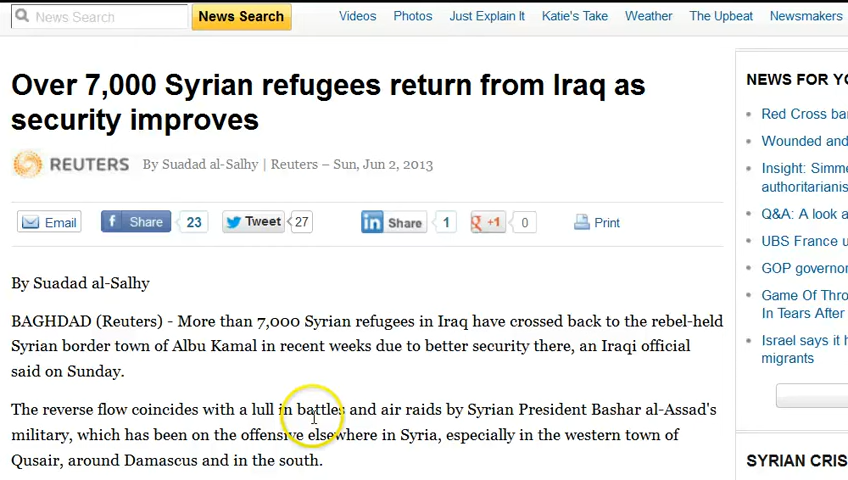 News Search News Search Videos Photos Just Explain It Katie's Take Weather The Upbeat Newsmakers
Over 7,000 Syrian refugees return from Iraq as
security improves
REUTERS By Suadad al-Salhy | Reuters – Sun, Jun 2, 2013
Email Share 23 Tweet 27 Share 1 +1 0 Print
By Suadad al-Salhy
BAGHDAD (Reuters) - More than 7,000 Syrian refugees in Iraq have crossed back to the rebel-held
Syrian border town of Albu Kamal in recent weeks due to better security there, an Iraqi official
said on Sunday.
The reverse flow coincides with a lull in battles and air raids by Syrian President Bashar al-Assad's
military, which has been on the offensive elsewhere in Syria, especially in the western town of
Qusair, around Damascus and in the south.
NEWS FOR
Red Cross
Wounded and
Insight:
Q&A: A look
UBS France
GOP
Game Of
In Tears After
Israel says it
migrants
SYRIAN